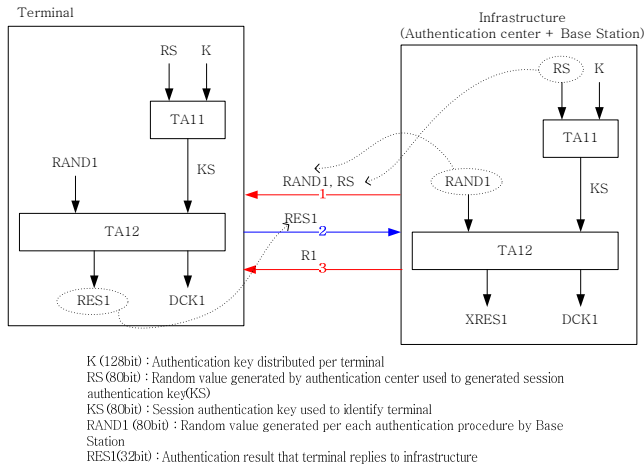 Terminal
Infrastructure
(Authentication center + Base Station)
RS K
TA11
KS
RAND1
TA12
RES1 DCK1
RAND1, RS
1
RES1
2
R1
3
RS K
TA11
KS
RAND1
TA12
XRES1 DCK1
K (128bit) : Authentication key distributed per terminal
RS (80bit) : Random value generated by authentication center used to generated session
authentication key(KS)
KS (80bit) : Session authentication key used to identify terminal
RAND1 (80bit) : Random value generated per each authentication procedure by Base
Station
RES1(32bit) : Authentication result that terminal replies to infrastructure